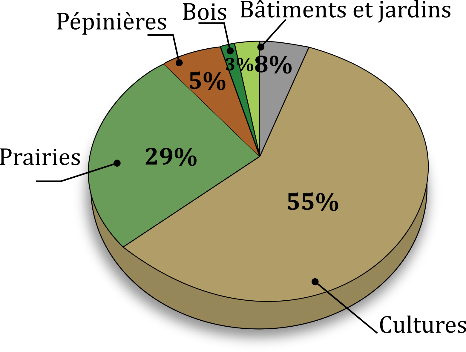 Bois
Bâtiments et jardins
Pépinières
3%
8%
5%
Prairies
29%
55%
Cultures